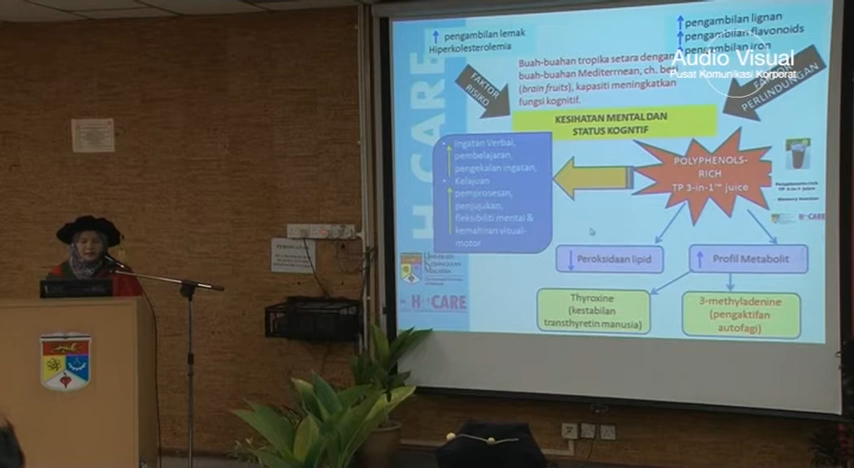 pengambilan lemak
Hiperkolesterolemia
pengambilan lignan
pengambilan flavonoids
pengambilan iron
Audio Visual
Pusat Komunikasi Korporat
FAKTOR
RISIKO
FAKTOR
PERLINDUNGAN
Buah-buahan tropika setara dengan
buah-buahan Mediterrnean, ch. beri
(brain fruits), kapasiti meningkatkan
fungsi kognitif.
KESIHATAN MENTAL DAN
STATUS KOGNTIF
Ingatan Verbal,
pembelajaran,
pengekalan ingatan,
Kelajuan
pemprosesan,
penjujukan,
fleksibiliti mental &
kemahiran visual-
motor
POLYPHENOLS-
RICH
TP 3-in-1™ juice
Peroksidaan lipid
Profil Metabolit
Thyroxine
(kestabilan
transthyretin manusia)
3-methyladenine
(pengaktifan
autofagi)
H-CARE